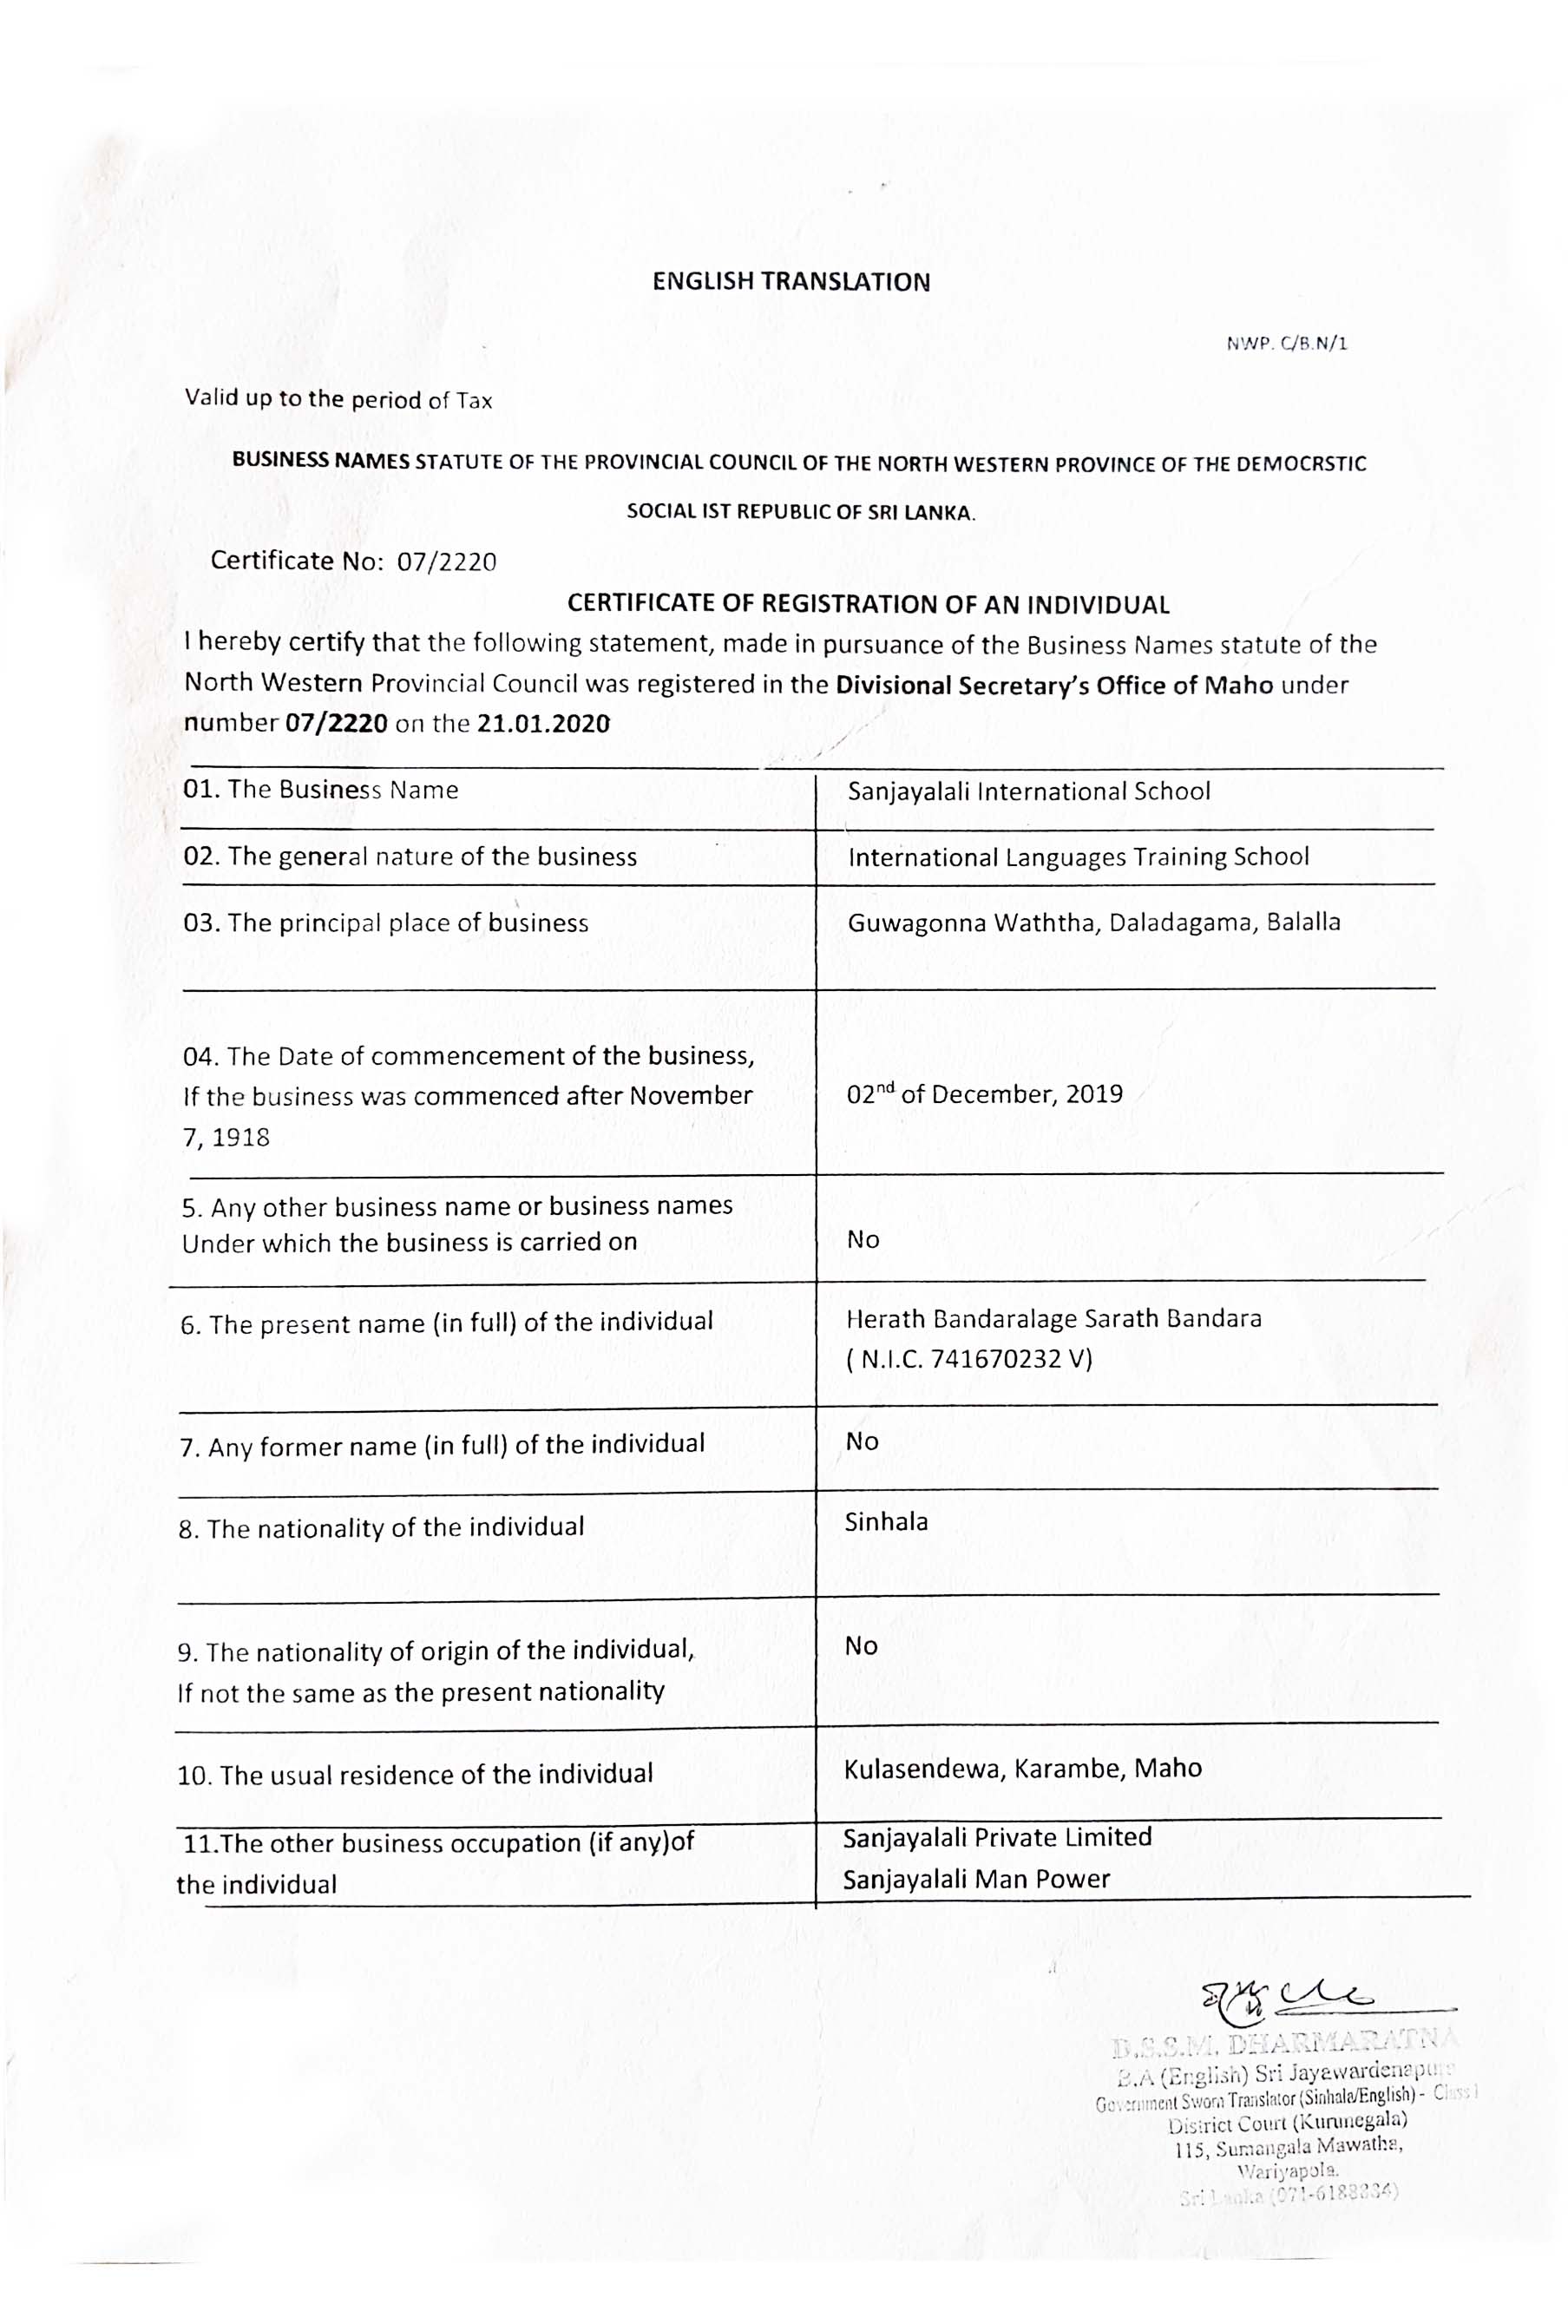 ENGLISH TRANSLATION
NWP. C/B.N/1
Valid up to the period of Tax
BUSINESS NAMES STATUTE OF THE PROVINCIAL COUNCIL OF THE NORTH WESTERN PROVINCE OF THE DEMOCRSTIC
SOCIAL IST REPUBLIC OF SRI LANKA.
Certificate No: 07/2220
CERTIFICATE OF REGISTRATION OF AN INDIVIDUAL
I hereby certify that the following statement, made in pursuance of the Business Names statute of the
North Western Provincial Council was registered in the Divisional Secretary's Office of Maho under
number 07/2220 on the 21.01.2020
01. The Business Name
Sanjayalali International School
02. The general nature of the business
International Languages Training School
03. The principal place of business
Guwagonna Waththa, Daladagama, Balalla
04. The Date of commencement of the business,
If the business was commenced after November
7, 1918
02nd of December, 2019
5. Any other business name or business names
Under which the business is carried on
No
6. The present name (in full) of the individual
Herath Bandaralage Sarath Bandara
( N.I.C. 741670232 V)
7. Any former name (in full) of the individual
No
8. The nationality of the individual
Sinhala
9. The nationality of origin of the individual,
If not the same as the present nationality
No
10. The usual residence of the individual
Kulasendewa, Karambe, Maho
11.The other business occupation (if any)of
the individual
Sanjayalali Private Limited
Sanjayalali Man Power
D.S.S.M. DHARMARATNA
B.A (English) Sri Jayewardenapura
Government Sworn Translator (Sinhala/English) - Class I
District Court (Kurunegala)
115, Sumangala Mawatha,
Wariyapola.
Sri Lanka